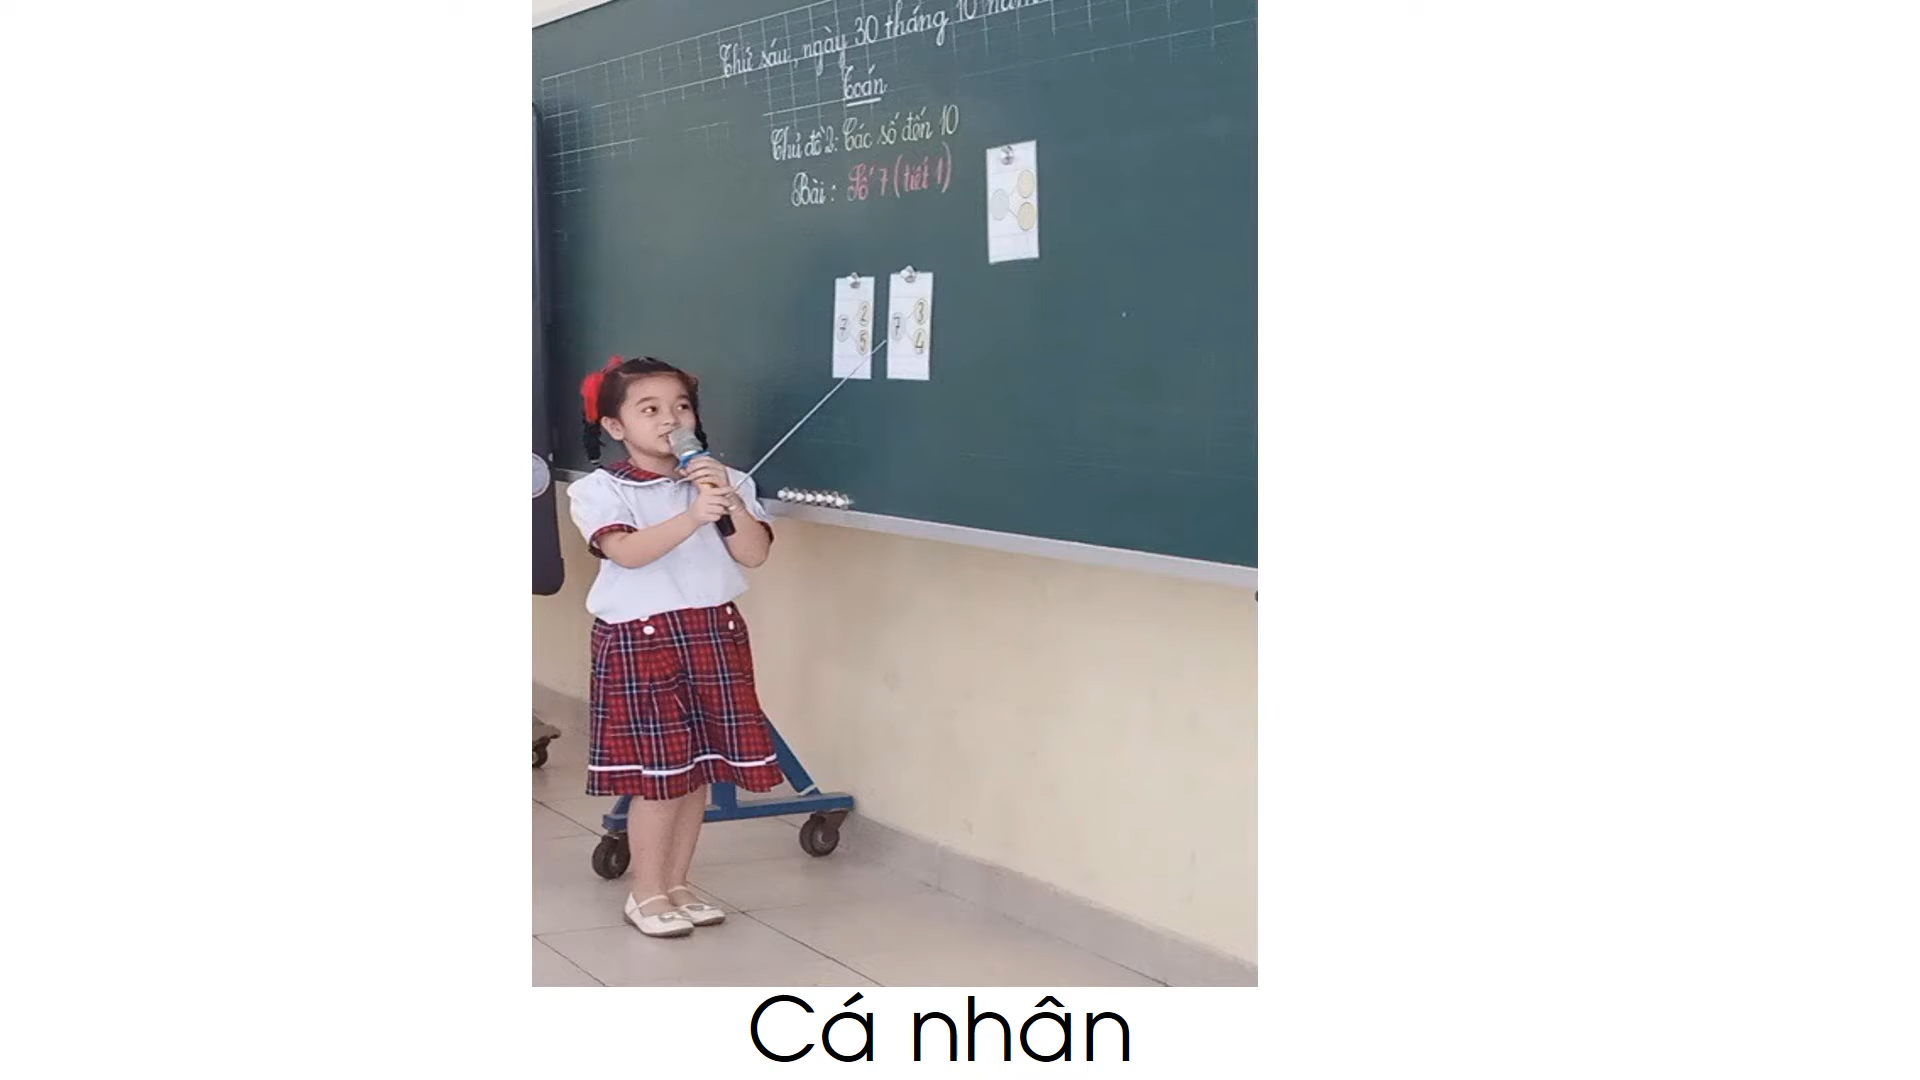 Thứ sáu, ngày 30 tháng 10 năm
Toán
Chủ đề 2: Các số đến 10
Bài: Số 7 (tiết 1)
7 2 5
7 3 4
Cá nhân